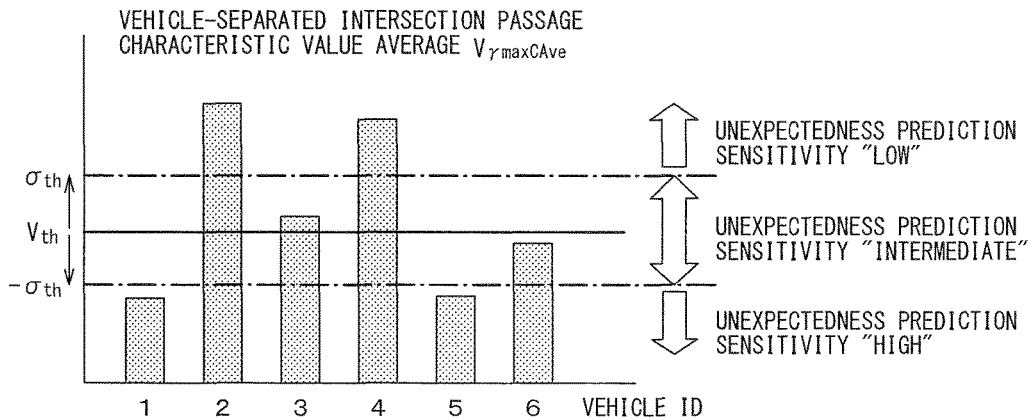 VEHICLE-SEPARATED INTERSECTION PASSAGE
CHARACTERISTIC VALUE AVERAGE VγmaxCAve
UNEXPECTEDNESS PREDICTION
SENSITIVITY "LOW"
σth
Vth
UNEXPECTEDNESS PREDICTION
SENSITIVITY "INTERMEDIATE"
-σth
UNEXPECTEDNESS PREDICTION
SENSITIVITY "HIGH"
1 2 3 4 5 6 VEHICLE ID